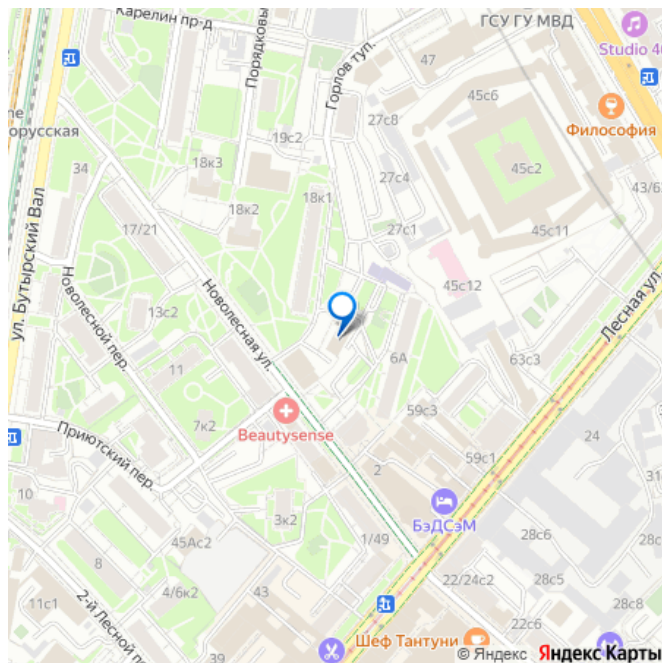 Карелин пр-д
ГСУ ГУ МВД
Studio 4
Порядковы
Горлов туп.
47
27с8
45с6
Философия
ne
орусская
19с2
34
18к3
27с4
45с2
43/6
18к1
18к2
17/21
27с1
45с11
ул. Бутырский Вал
Новолесной пер.
13с2
Новолесная ул.
45с12
Лесная ул.
11
6А
63с3
7к2
Beautysense
59с3
Приютский пер.
2
59с1
24
10
БэДСэМ
3к2
45Ас2
1/49
28с6
8
4/6к2
43
22/24с2
28с5
11с1
2-й Лесной пе
28с8
22с6
39
Шеф Тантуни
© Яндекс Яндекс Карты